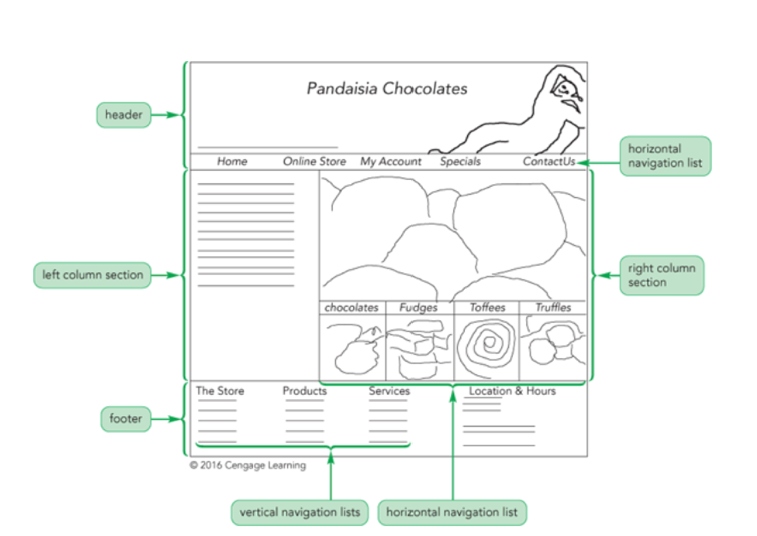 Pandaisia Chocolates
header
Home Online Store My Account Specials ContactUs
horizontal
navigation list
left column section
right column
section
chocolates Fudges Toffees Truffles
The Store Products Services Location & Hours
footer
© 2016 Cengage Learning
vertical navigation lists
horizontal navigation list